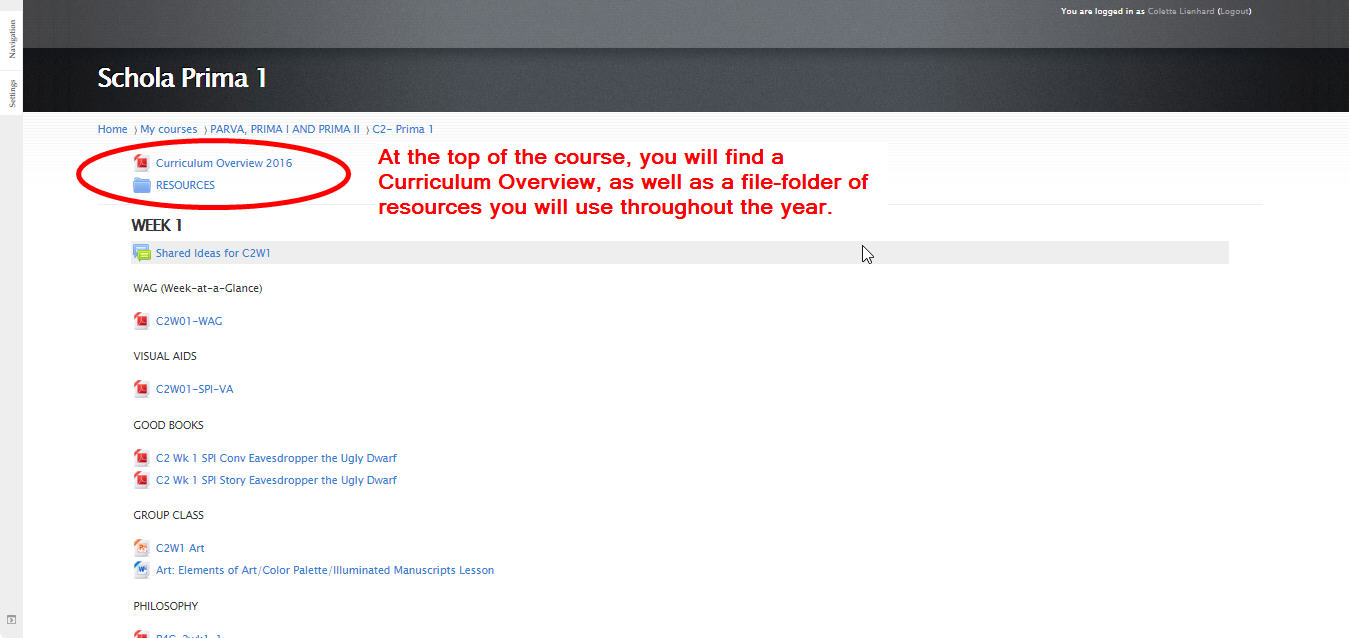 You are logged in as Colette Lienhard (Logout)
Navigation
Settings
Schola Prima 1
Home 〉My courses 〉PARVA, PRIMA I AND PRIMA II 〉C2- Prima 1
Curriculum Overview 2016
RESOURCES
At the top of the course, you will find a
Curriculum Overview, as well as a file-folder of
resources you will use throughout the year.
WEEK 1
Shared Ideas for C2W1
WAG (Week-at-a-Glance)
C2W01-WAG
VISUAL AIDS
C2W01-SPI-VA
GOOD BOOKS
C2 Wk 1 SPI Conv Eavesdropper the Ugly Dwarf
C2 Wk 1 SPI Story Eavesdropper the Ugly Dwarf
GROUP CLASS
C2W1 Art
Art: Elements of Art/Color Palette/Illuminated Manuscripts Lesson
PHILOSOPHY